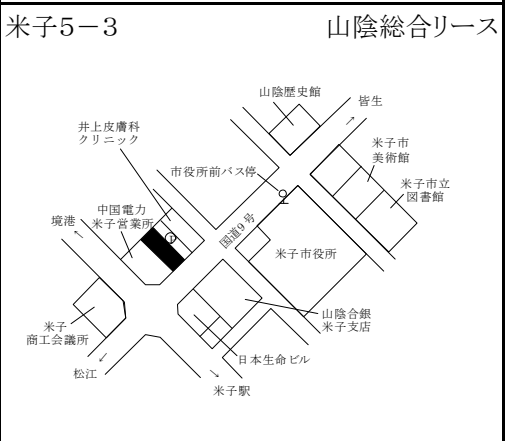 米子5-3
山陰総合リース
山陰歴史館
皆生
井上皮膚科
クリニック
米子市
美術館
市役所前バス停
米子市立
図書館
中国電力
米子営業所
境港
国道9号
米子市役所
山陰合銀
米子支店
米子
商工会議所
日本生命ビル
松江
米子駅